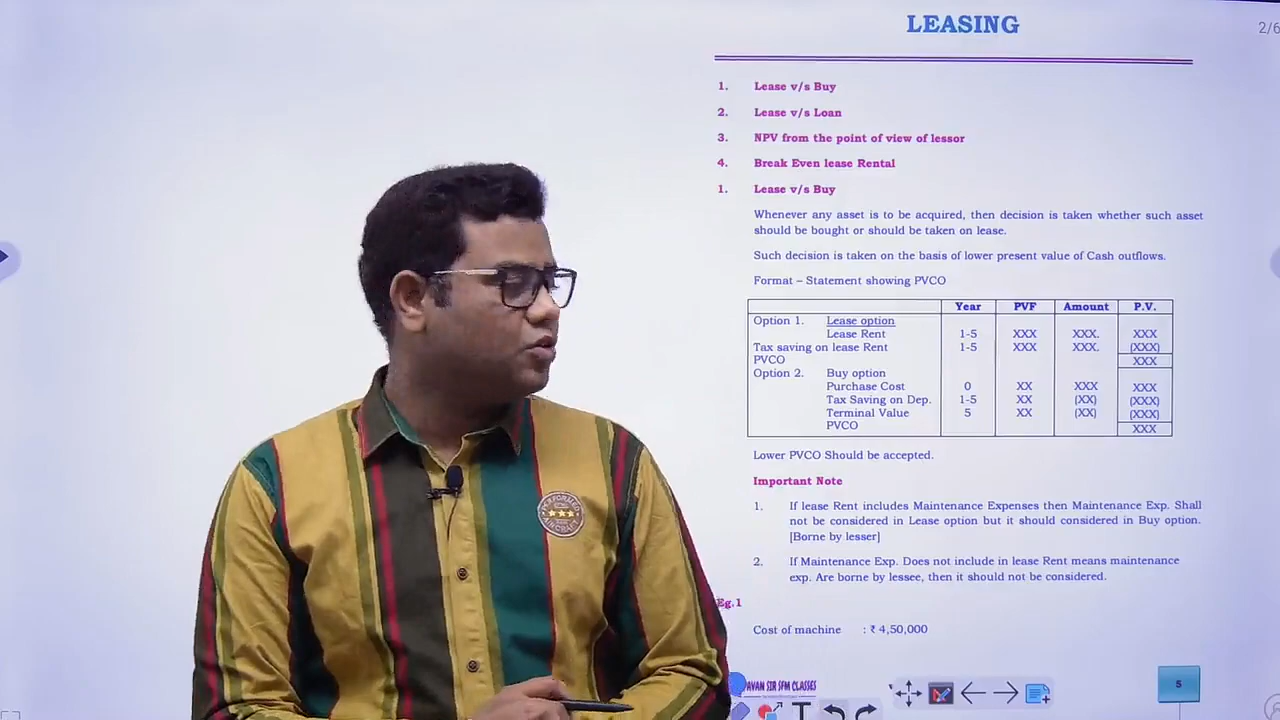 LEASING
2/6
1. Lease v/s Buy
2. Lease v/s Loan
3. NPV from the point of view of lessor
4. Break Even lease Rental
1. Lease v/s Buy
Whenever any asset is to be acquired, then decision is taken whether such asset
should be bought or should be taken on lease.
Such decision is taken on the basis of lower present value of Cash outflows.
Format – Statement showing PVCO
Year PVF Amount P.V.
Option 1. Lease option
Lease Rent 1-5 XXX XXX. XXX
Tax saving on lease Rent 1-5 XXX XXX. (XXX)
PVCO XXX
Option 2. Buy option
Purchase Cost 0 XX XXX XXX
Tax Saving on Dep. 1-5 XX (XX) (XXX)
Terminal Value 5 XX (XX) (XXX)
PVCO XXX
Lower PVCO Should be accepted.
Important Note
1. If lease Rent includes Maintenance Expenses then Maintenance Exp. Shall
not be considered in Lease option but it should considered in Buy option.
[Borne by lesser]
2. If Maintenance Exp. Does not include in lease Rent means maintenance
exp. Are borne by lessee, then it should not be considered.
Eg.1
Cost of machine : ₹ 4,50,000
AVAN SIR SFM CLASSES
5
PERFORMED
AIRCRAFT